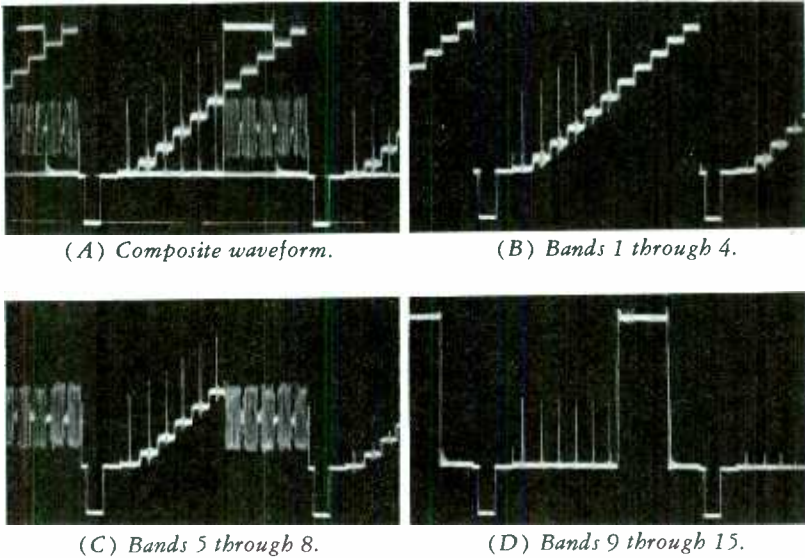 (A) Composite waveform.
(B) Bands 1 through 4.
(C) Bands 5 through 8.
(D) Bands 9 through 15.